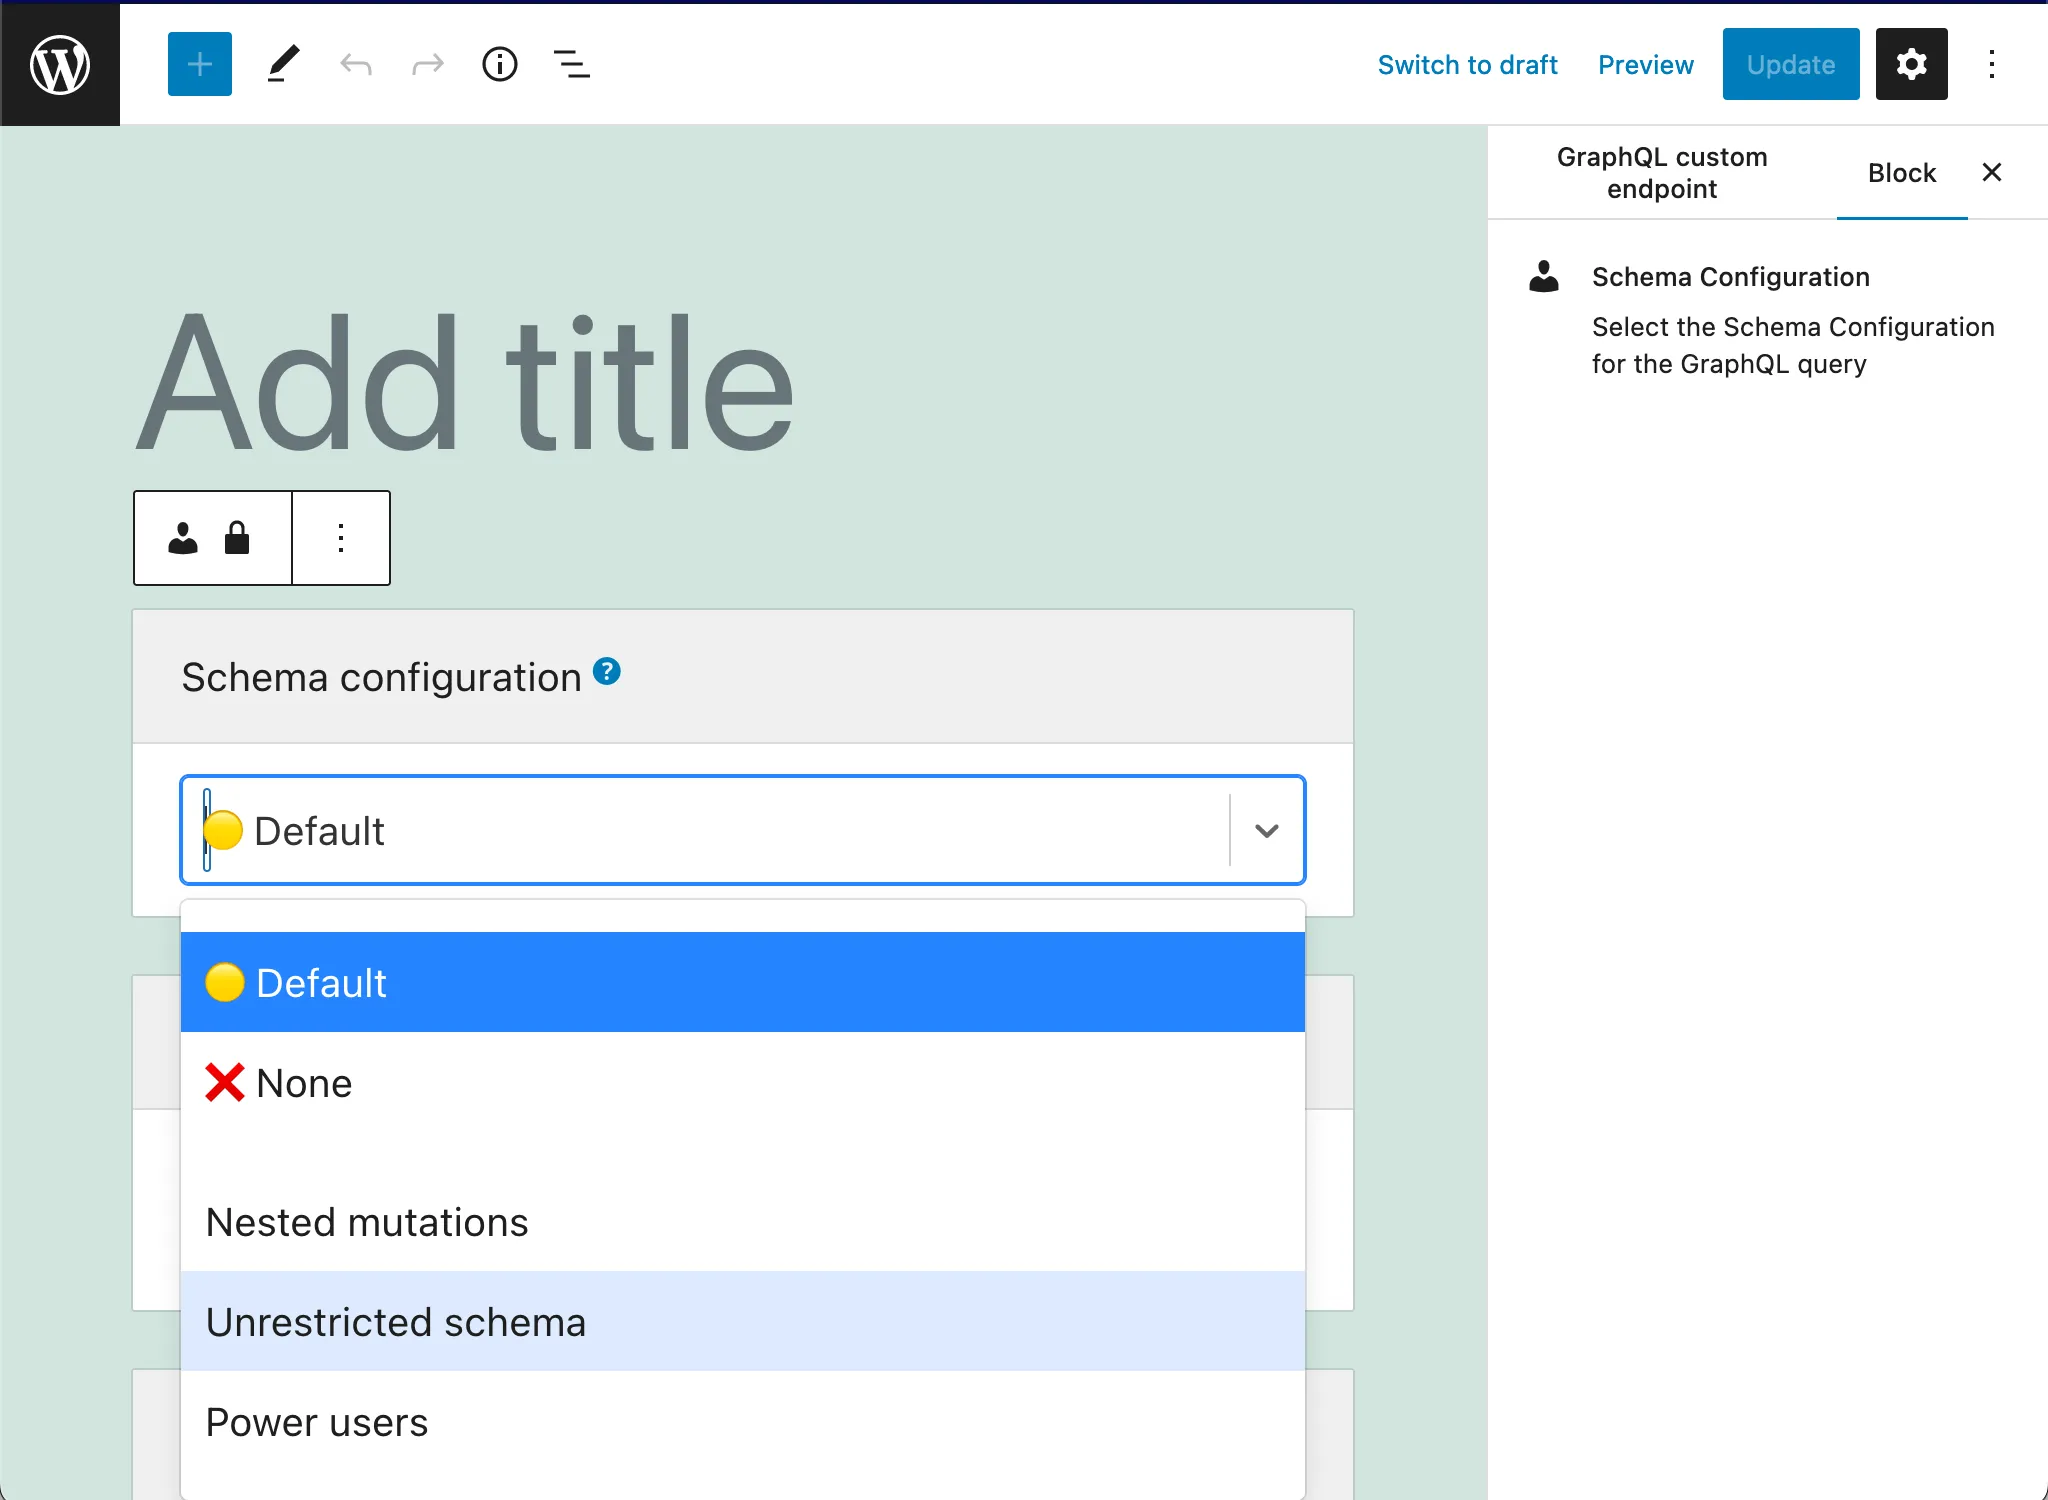 Switch to draft
Preview
Update
GraphQL custom
endpoint
Block
Schema Configuration
Select the Schema Configuration
for the GraphQL query
Add title
Schema configuration
🟡 Default
🟡 Default
❌ None
Nested mutations
Unrestricted schema
Power users